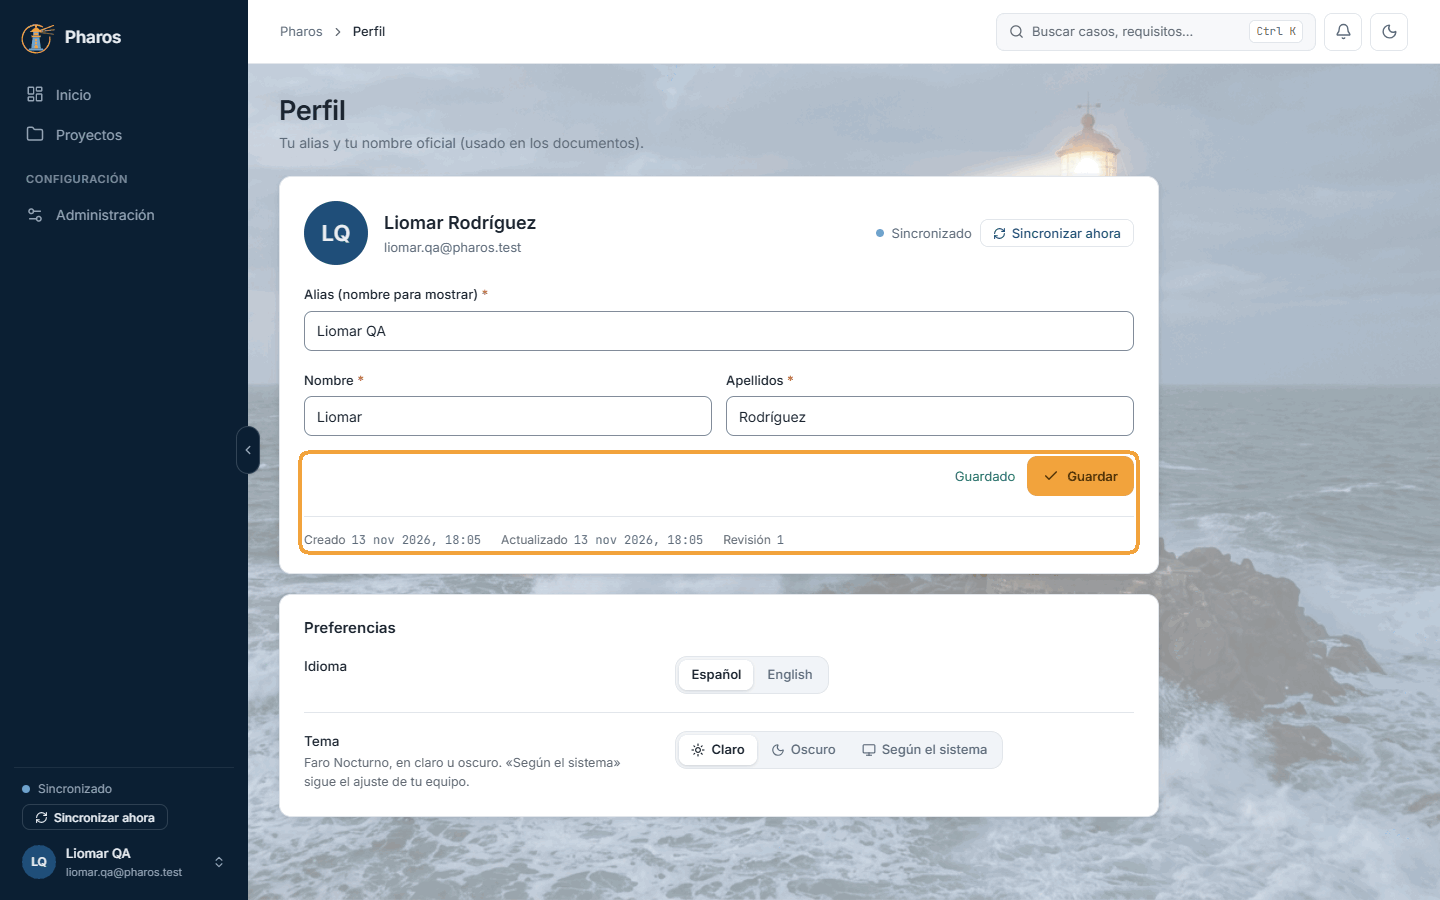 Pharos
Inicio
Proyectos
CONFIGURACIÓN
Administración
Sincronizado
Sincronizar ahora
LQ
Liomar QA
liomar.qa@pharos.test
Pharos > Perfil
Buscar casos, requisitos...
Ctrl K
Perfil
Tu alias y tu nombre oficial (usado en los documentos).
LQ
Liomar Rodríguez
liomar.qa@pharos.test
Sincronizado
Sincronizar ahora
Alias (nombre para mostrar) *
Liomar QA
Nombre *
Apellidos *
Liomar
Rodríguez
Guardado
Guardar
Creado 13 nov 2026, 18:05 Actualizado 13 nov 2026, 18:05 Revisión 1
Preferencias
Idioma
Español
English
Tema
Faro Nocturno, en claro u oscuro. «Según el sistema»
sigue el ajuste de tu equipo.
Claro
Oscuro
Según el sistema